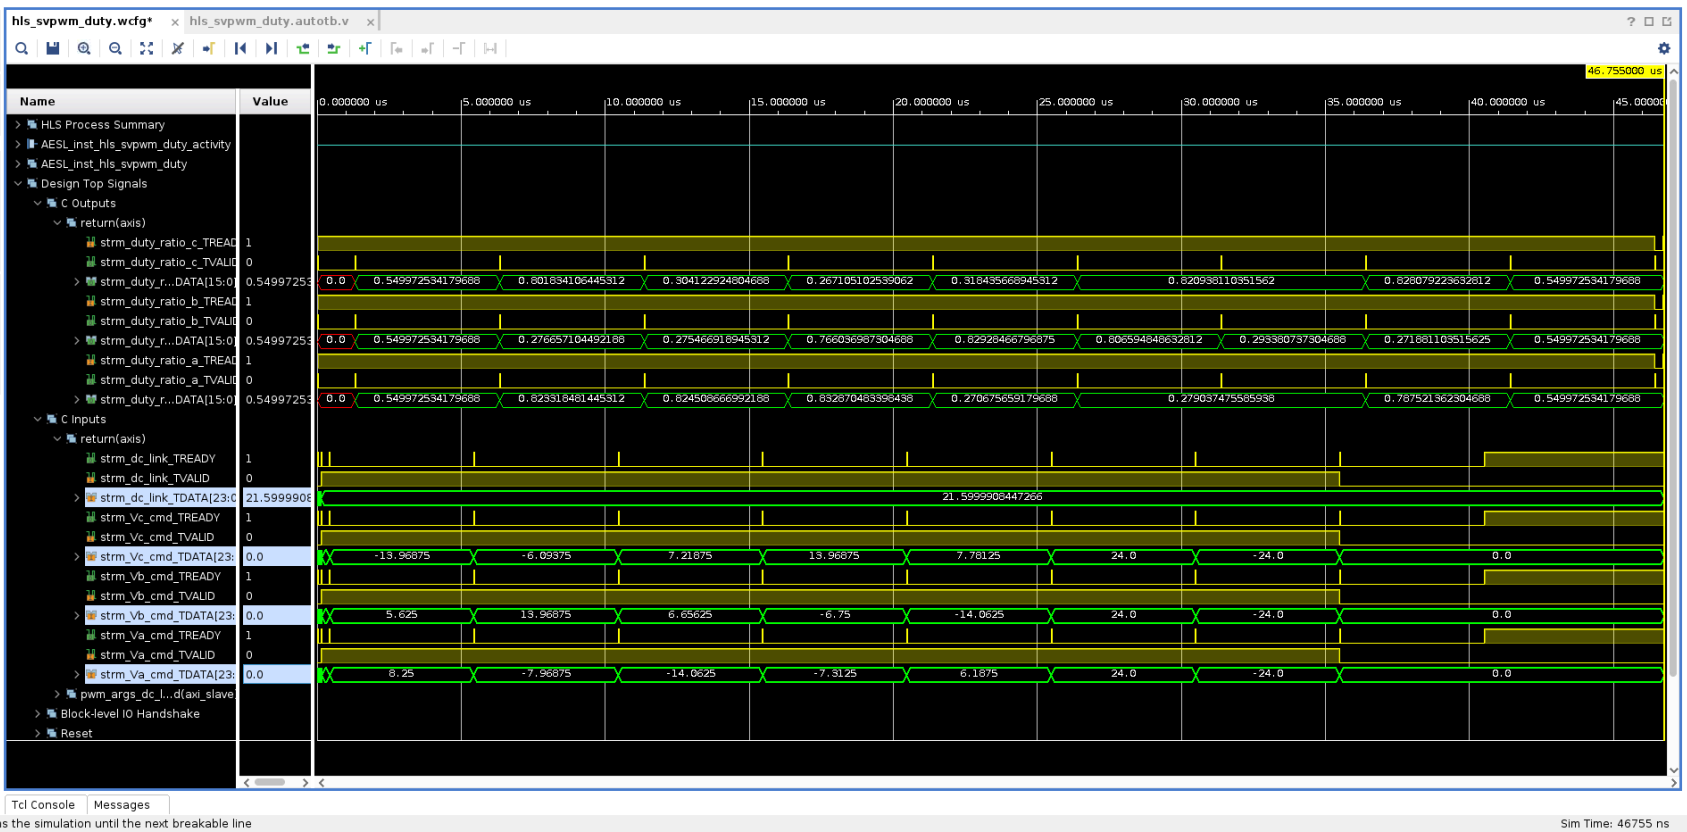 hls_svpwm_duty.wcfg* × hls_svpwm_duty.autotb.v ×
46.755000 us
Name Value 0.000000 us 5.000000 us 10.000000 us 15.000000 us 20.000000 us 25.000000 us 30.000000 us 35.000000 us 40.000000 us 45.00000
HLS Process Summary
AESL_inst_hls_svpwm_duty_activity
AESL_inst_hls_svpwm_duty
Design Top Signals
C Outputs
return(axis)
strm_duty_ratio_c_TREAD 1
strm_duty_ratio_c_TVALID 0
strm_duty_r...DATA[15:0] 0.54997253 0.0 0.549972534179688 0.801834106445312 0.304122924804688 0.267105102539062 0.318435668945312 0.820938110351562 0.828079223632812 0.549972534179688
strm_duty_ratio_b_TREAD 1
strm_duty_ratio_b_TVALID 0
strm_duty_r...DATA[15:0] 0.54997253 0.0 0.549972534179688 0.276657104492188 0.275466918945312 0.766036987304688 0.82928466796875 0.806594848632812 0.293380737304688 0.271881103515625 0.549972534179688
strm_duty_ratio_a_TREAD 1
strm_duty_ratio_a_TVALID 0
strm_duty_r...DATA[15:0] 0.54997253 0.0 0.549972534179688 0.823318481445312 0.824508666992188 0.832870483398438 0.270675659179688 0.279037475585938 0.787521362304688 0.549972534179688
C Inputs
return(axis)
strm_dc_link_TREADY 1
strm_dc_link_TVALID 0
strm_dc_link_TDATA[23:0 21.5999908 21.5999908447266
strm_Vc_cmd_TREADY 1
strm_Vc_cmd_TVALID 0
strm_Vc_cmd_TDATA[23: 0.0 -13.96875 -6.09375 7.21875 13.96875 7.78125 24.0 -24.0 0.0
strm_Vb_cmd_TREADY 1
strm_Vb_cmd_TVALID 0
strm_Vb_cmd_TDATA[23: 0.0 5.625 13.96875 6.65625 -6.75 -14.0625 24.0 -24.0 0.0
strm_Va_cmd_TREADY 1
strm_Va_cmd_TVALID 0
strm_Va_cmd_TDATA[23: 0.0 8.25 -7.96875 -14.0625 -7.3125 6.1875 24.0 -24.0 0.0
pwm_args_dc_l...d(axi_slave)
Block-level IO Handshake
Reset
Tcl Console Messages
s the simulation until the next breakable line Sim Time: 46755 ns